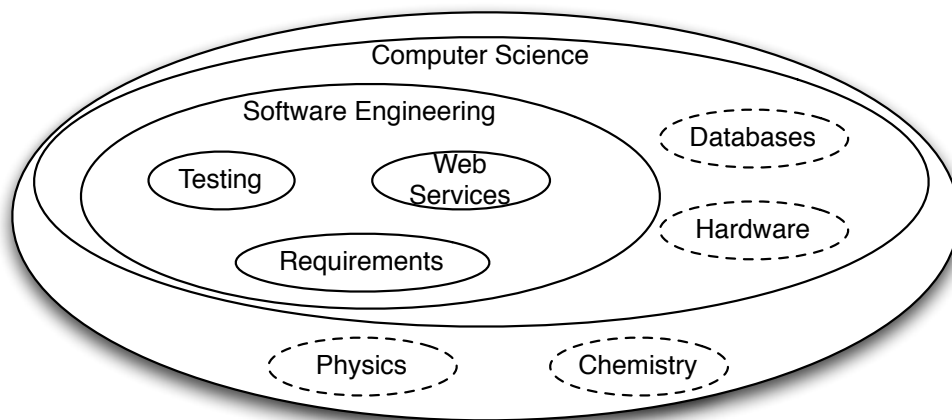 Computer Science
Software Engineering
Databases
Testing
Web
Services
Hardware
Requirements
Physics
Chemistry